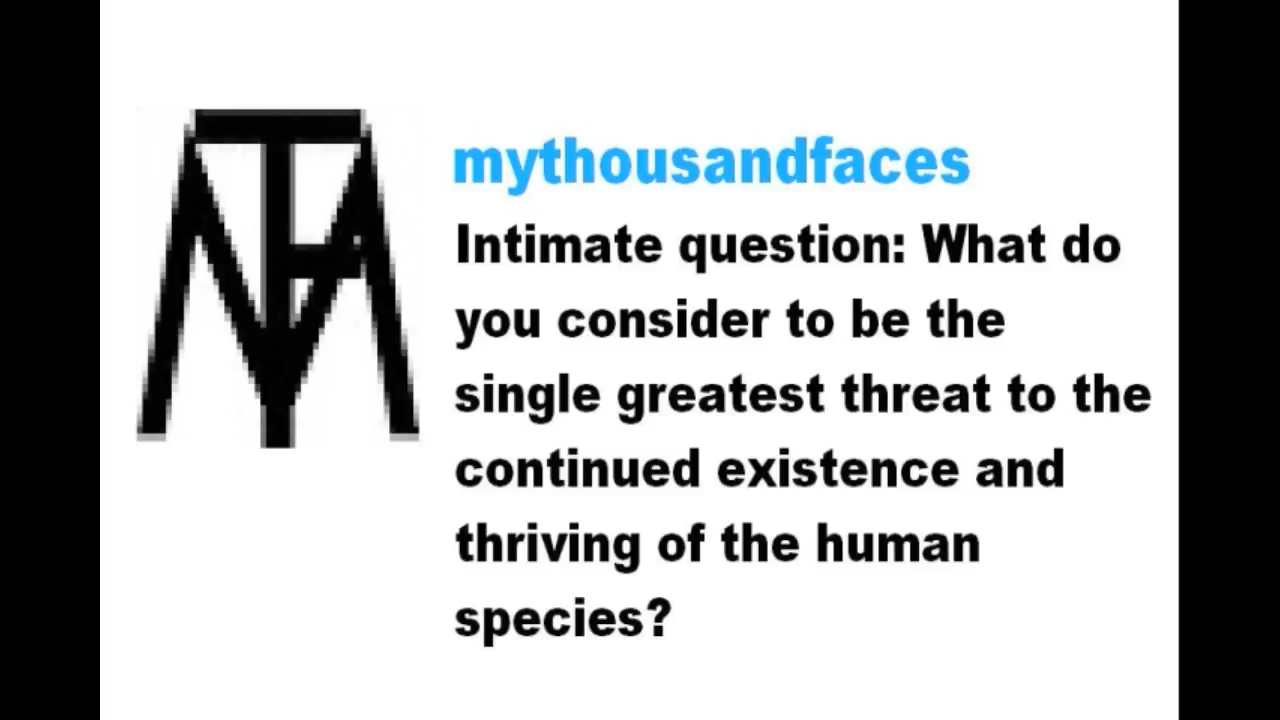 mythousandfaces
Intimate question: What do
you consider to be the
single greatest threat to the
continued existence and
thriving of the human
species?